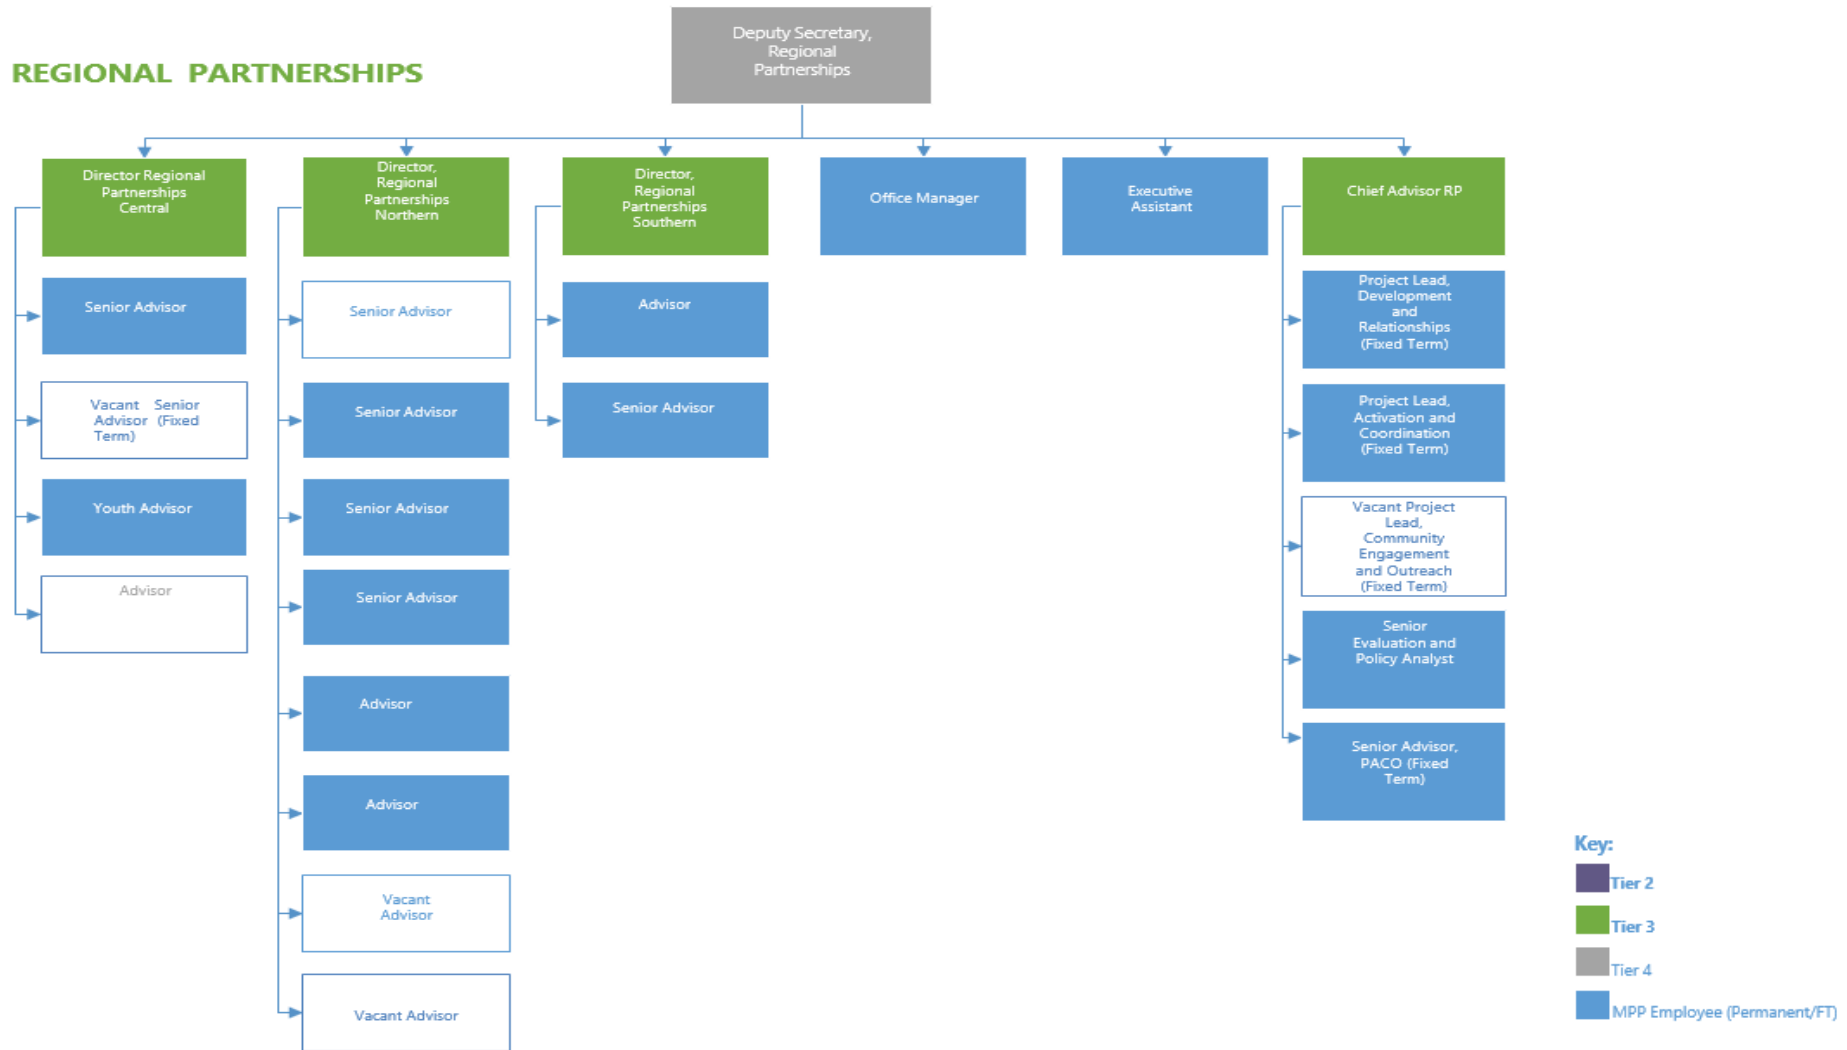 REGIONAL PARTNERSHIPS
Deputy Secretary,
Regional
Partnerships
Director Regional
Partnerships
Central
Director,
Regional
Partnerships
Northern
Director,
Regional
Partnerships
Southern
Office Manager
Executive
Assistant
Chief Advisor RP
Senior Advisor
Vacant Senior
Advisor (Fixed
Term)
Youth Advisor
Advisor
Senior Advisor
Senior Advisor
Senior Advisor
Senior Advisor
Advisor
Advisor
Vacant
Advisor
Vacant Advisor
Advisor
Senior Advisor
Project Lead,
Development
and
Relationships
(Fixed Term)
Project Lead,
Activation and
Coordination
(Fixed Term)
Vacant Project
Lead,
Community
Engagement
and Outreach
(Fixed Term)
Senior
Evaluation and
Policy Analyst
Senior Advisor,
PACO (Fixed
Term)
Key:
Tier 2
Tier 3
Tier 4
MPP Employee (Permanent/FT)